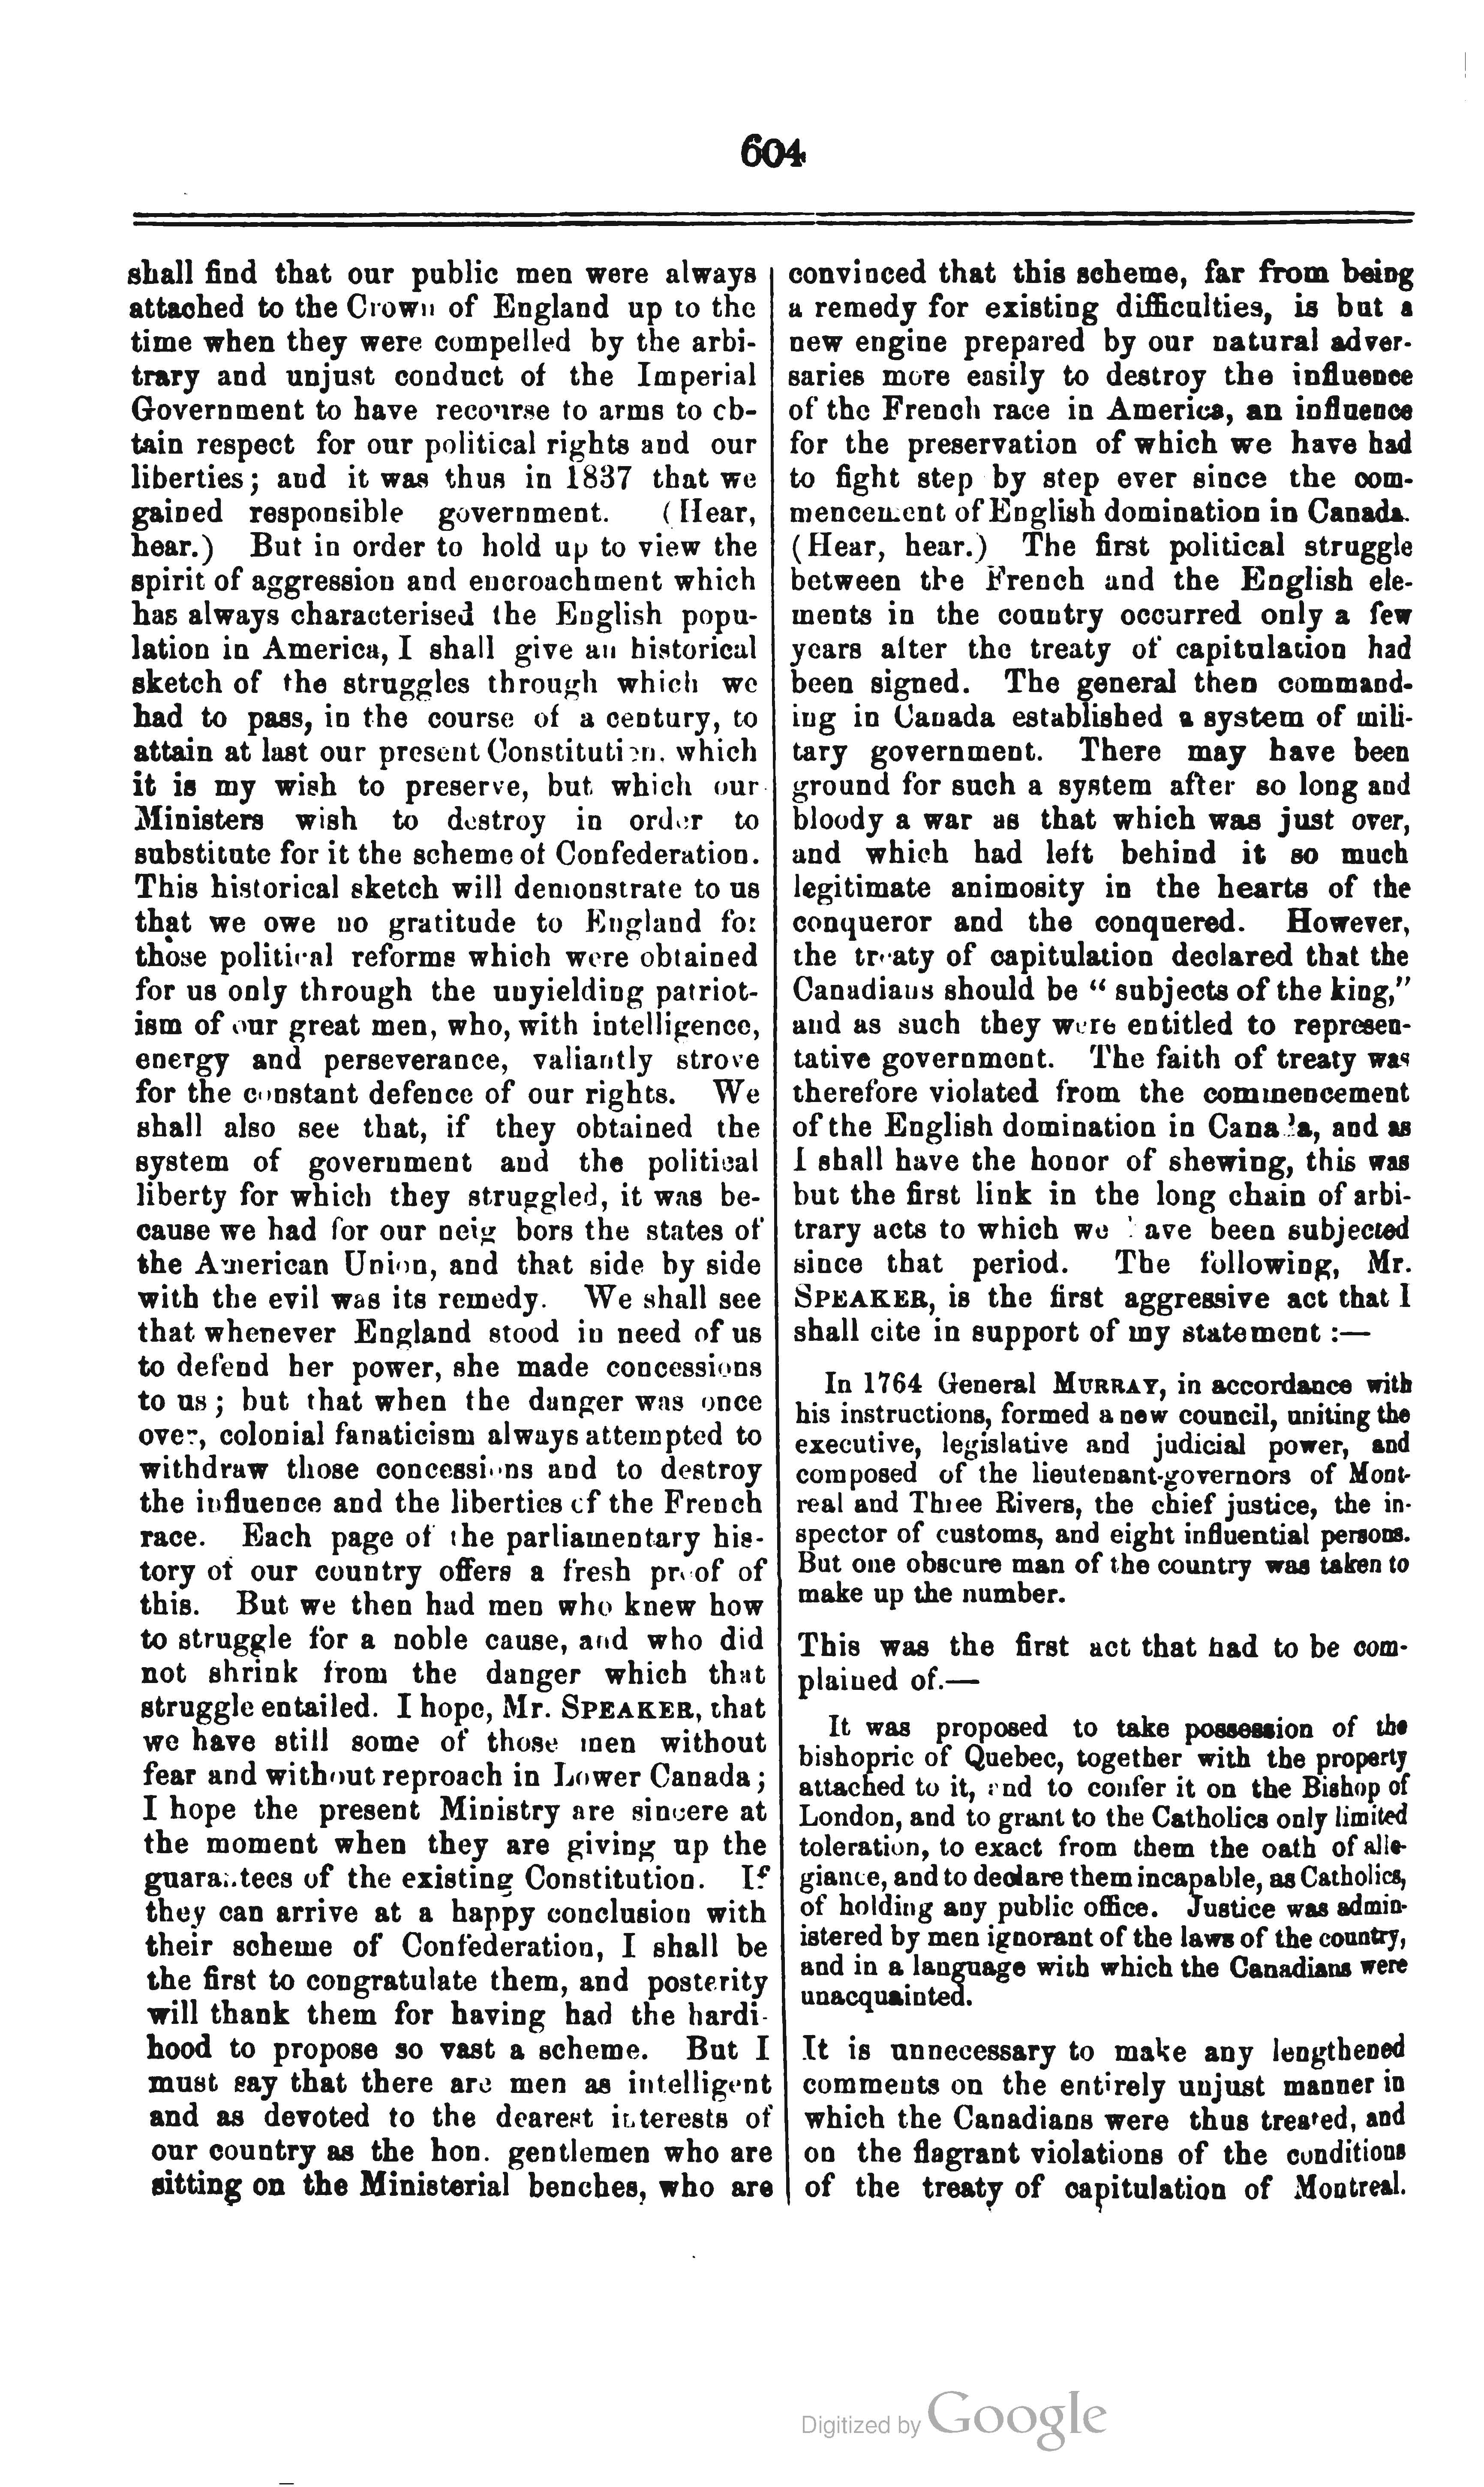 604
shall find that our public men were always
attached to the Crown of England up to the
time when they were compelled by the arbi-
trary and unjust conduct of the Imperial
Government to have recourse to arms to ob-
tain respect for our political rights and our
liberties; and it was thus in 1837 that we
gained responsible government. (Hear,
hear.) But in order to hold up to view the
spirit of aggression and encroachment which
has always characterised the English popu-
lation in America, I shall give an historical
sketch of the struggles through which we
had to pass, in the course of a century, to
attain at last our present Constitution, which
it is my wish to preserve, but which our
Ministers wish to destroy in order to
substitute for it the scheme of Confederation.
This historical sketch will demonstrate to us
that we owe no gratitude to England for
those political reforms which were obtained
for us only through the unyielding patriot-
ism of our great men, who, with intelligence,
energy and perseverance, valiantly strove
for the constant defence of our rights. We
shall also see that, if they obtained the
system of government and the political
liberty for which they struggled, it was be-
cause we had for our neighbors the states of
the American Union, and that side by side
with the evil was its remedy. We shall see
that whenever England stood in need of us
to defend her power, she made concessions
to us; but that when the danger was once
over, colonial fanaticism always attempted to
withdraw those concessions and to destroy
the influence and the liberties of the French
race. Each page of the parliamentary his-
tory of our country offers a fresh proof of
this. But we then had men who knew how
to struggle for a noble cause, and who did
not shrink from the danger which that
struggle entailed. I hope, Mr. SPEAKER, that
we have still some of those men without
fear and without reproach in Lower Canada;
I hope the present Ministry are sincere at
the moment when they are giving up the
guarantees of the existing Constitution. If
they can arrive at a happy conclusion with
their scheme of Confederation, I shall be
the first to congratulate them, and posterity
will thank them for having had the hardi-
hood to propose so vast a scheme. But I
must say that there are men as intelligent
and as devoted to the dearest interests of
our country as the hon. gentlemen who are
sitting on the Ministerial benches, who are
convinced that this scheme, far from being
a remedy for existing difficulties, is but a
new engine prepared by our natural adver-
saries more easily to destroy the influence
of the French race in America, an influence
for the preservation of which we have had
to fight step by step ever since the com-
mencement of English domination in Canada.
(Hear, hear.) The first political struggle
between the French and the English ele-
ments in the country occurred only a few
years after the treaty of capitulation had
been signed. The general then command-
ing in Canada established a system of mili-
tary government. There may have been
ground for such a system after so long and
bloody a war as that which was just over,
and which had left behind it so much
legitimate animosity in the hearts of the
conqueror and the conquered. However,
the treaty of capitulation declared that the
Canadians should be “subjects of the king,”
and as such they were entitled to represen-
tative government. The faith of treaty was
therefore violated from the commencement
of the English domination in Canada, and as
I shall have the honor of shewing, this was
but the first link in the long chain of arbi-
trary acts to which we have been subjected
since that period. The following, Mr.
SPEAKER, is the first aggressive act that I
shall cite in support of my statement :—
In 1764 General MURRAY, in accordance with
his instructions, formed a new council, uniting the
executive, legislative and judicial power, and
composed of the lieutenant-governors of Mont-
real and Three Rivers, the chief justice, the in-
spector of customs, and eight influential persons.
But one obscure man of the country was taken to
make up the number.
This was the first act that had to be com-
plained of.—
It was proposed to take possession of the
bishopric of Quebec, together with the property
attached to it, and to confer it on the Bishop of
London, and to grant to the Catholics only limited
toleration, to exact from them the oath of alle-
giance, and to declare them incapable, as Catholics,
of holding any public office. Justice was admin-
istered by men ignorant of the laws of the country,
and in a language with which the Canadians were
unacquainted.
It is unnecessary to make any lengthened
comments on the entirely unjust manner in
which the Canadians were thus treated, and
on the flagrant violations of the conditions
of the treaty of capitulation of Montreal.
Digitized by Google